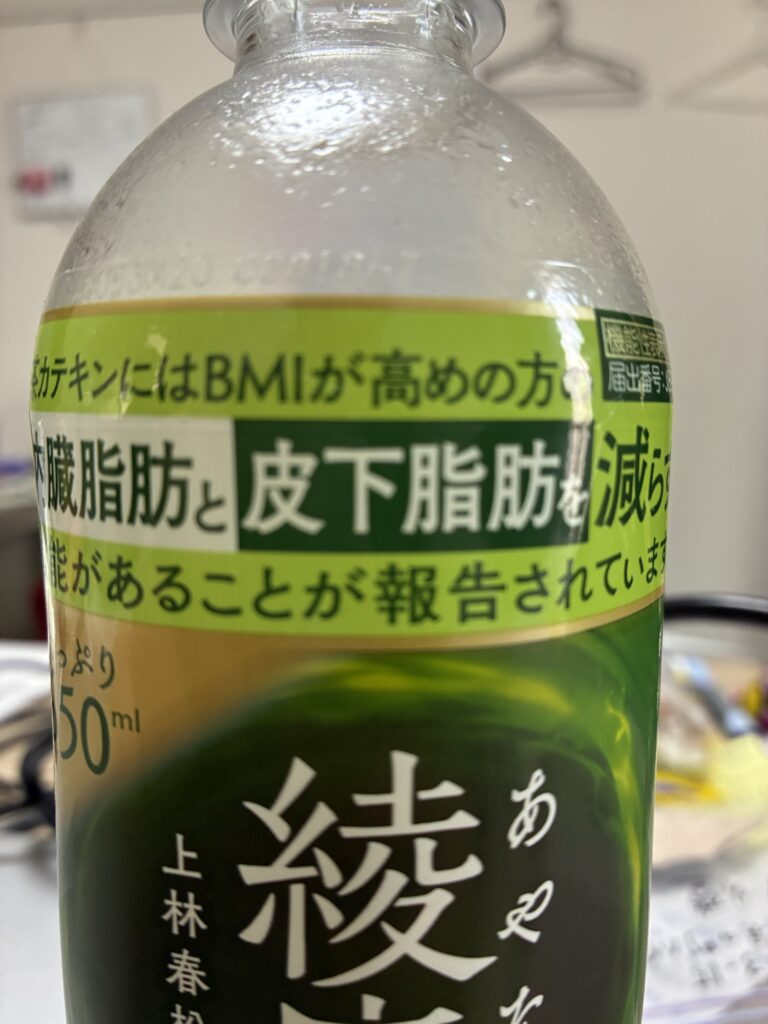 茶カテキンにはBMIが高めの方の
臓脂肪と皮下脂肪を減らす
能があることが報告されています
機能性表
届出番号:
っぷり
50ml
綾
あや
上林春松